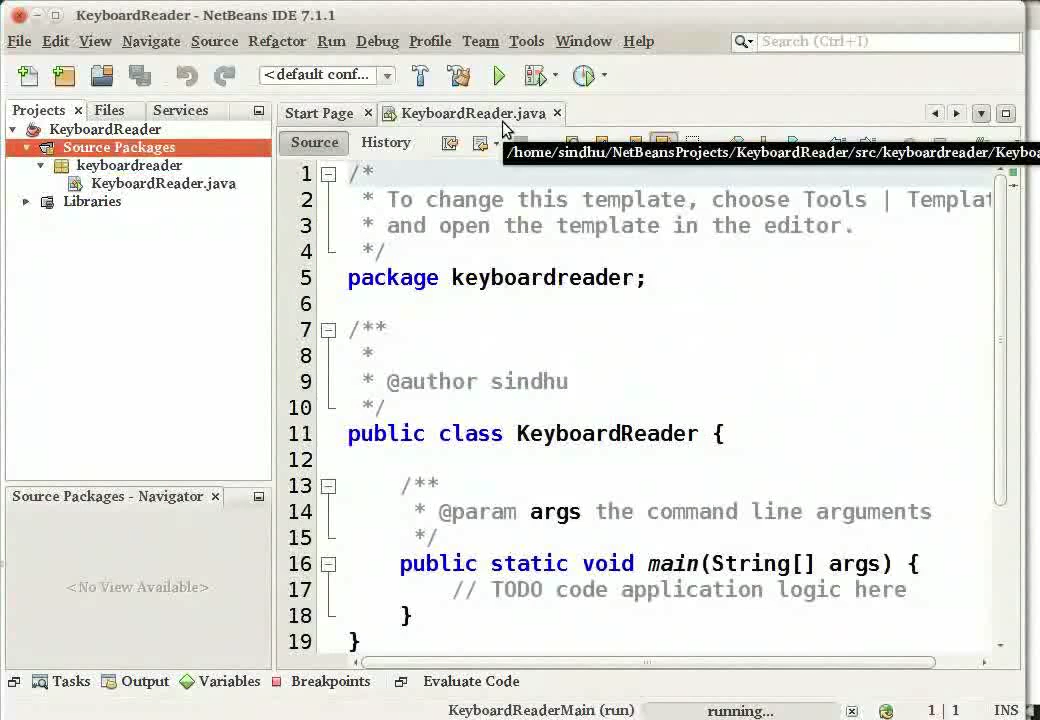 KeyboardReader - NetBeans IDE 7.1.1
File Edit View Navigate Source Refactor Run Debug Profile Team Tools Window Help
Search (Ctrl+I)
<default conf...
Projects Files Services
Start Page KeyboardReader.java
KeyboardReader
Source Packages
keyboardreader
KeyboardReader.java
Libraries
Source History
/home/sindhu/NetBeansProjects/KeyboardReader/src/keyboardreader/Keybo
1 /*
2 * To change this template, choose Tools | Templat
3 * and open the template in the editor.
4 */
5 package keyboardreader;
6
7 /**
8 *
9 * @author sindhu
10 */
11 public class KeyboardReader {
12
13 /**
14 * @param args the command line arguments
15 */
16 public static void main(String[] args) {
17 // TODO code application logic here
18 }
19 }
Source Packages - Navigator
<No View Available>
Tasks Output Variables Breakpoints Evaluate Code
KeyboardReaderMain (run) running... 1 | 1 INS